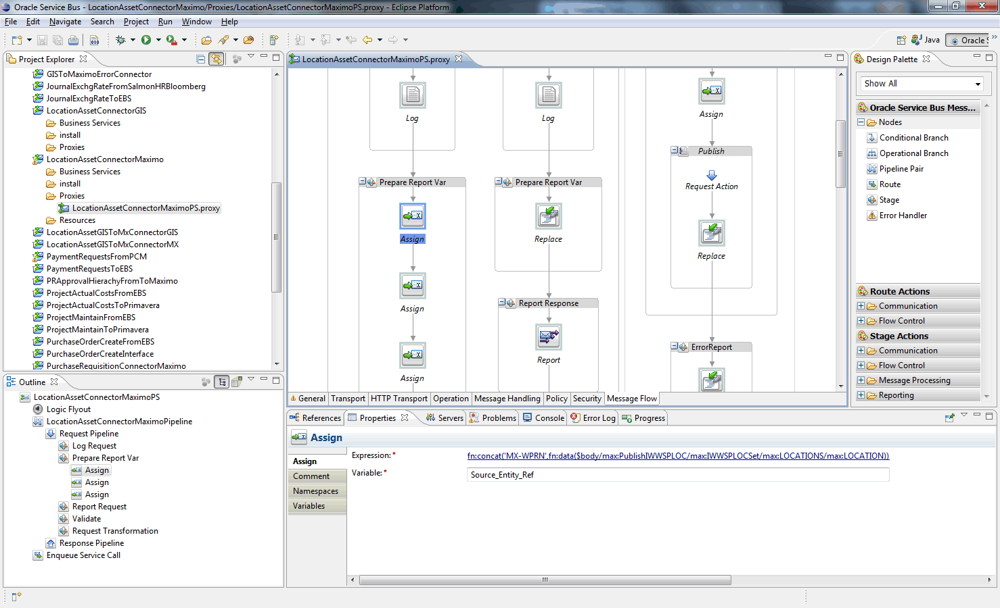 Oracle Service Bus - LocationAssetConnectorMaximo/Proxies/LocationAssetConnectorMaximoPS.proxy - Eclipse Platform
File Edit Navigate Search Project Run Window Help
Java
Oracle S
Project Explorer
GISToMaximoErrorConnector
JournalExchgRateFromSalmonHRBloomberg
JournalExchgRateToEBS
LocationAssetConnectorGIS
Business Services
install
Proxies
LocationAssetConnectorMaximo
Business Services
install
Proxies
LocationAssetConnectorMaximoPS.proxy
Resources
LocationAssetGISToMxConnectorGIS
LocationAssetGISToMxConnectorMX
PaymentRequestsFromPCM
PaymentRequestsToEBS
PRApprovalHierachyFromToMaximo
ProjectActualCostsFromEBS
ProjectActualCostsToPrimavera
ProjectMaintainFromEBS
ProjectMaintainToPrimavera
PurchaseOrderCreateFromEBS
PurchaseOrderCreateInterface
PurchaseRequisitionConnectorMaximo
Outline
LocationAssetConnectorMaximoPS
Logic Flyout
LocationAssetConnectorMaximoPipeline
Request Pipeline
Log Request
Prepare Report Var
Assign
Assign
Assign
Report Request
Validate
Request Transformation
Response Pipeline
Enqueue Service Call
LocationAssetConnectorMaximoPS.proxy
Log
Prepare Report Var
Assign
Assign
Assign
Log
Prepare Report Var
Replace
Report Response
Report
Assign
Publish
Request Action
Replace
ErrorReport
General Transport HTTP Transport Operation Message Handling Policy Security Message Flow
Design Palette
Show All
Oracle Service Bus Mess...
Nodes
Conditional Branch
Operational Branch
Pipeline Pair
Route
Stage
Error Handler
Route Actions
Communication
Flow Control
Stage Actions
Communication
Flow Control
Message Processing
Reporting
References Properties Servers Problems Console Error Log Progress
Assign
Assign
Comment
Namespaces
Variables
Expression: *
fn:concat('MX-WPRN',fn:data($body/max:PublishIWWSPLOC/max:IWWSPLOCSet/max:LOCATIONS/max:LOCATION))
Variable: *
Source_Entity_Ref